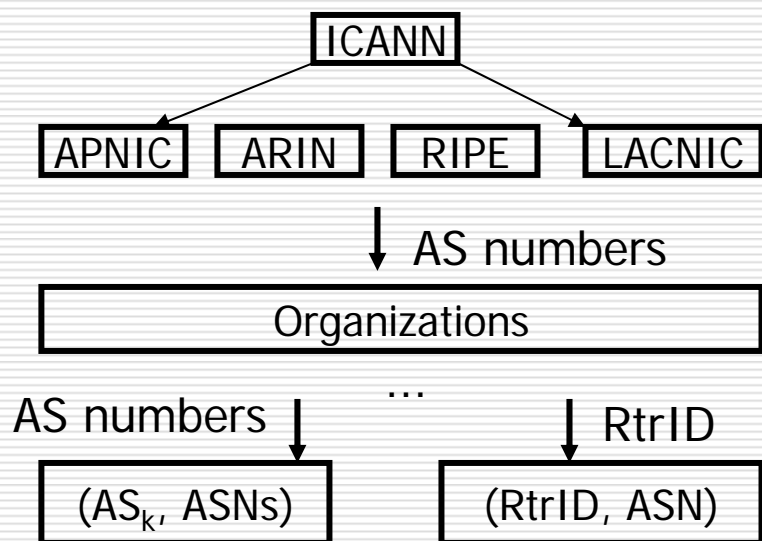 ICANN
APNIC ARIN RIPE LACNIC
AS numbers
Organizations
...
AS numbers RtrID
(ASk, ASNs) (RtrID, ASN)